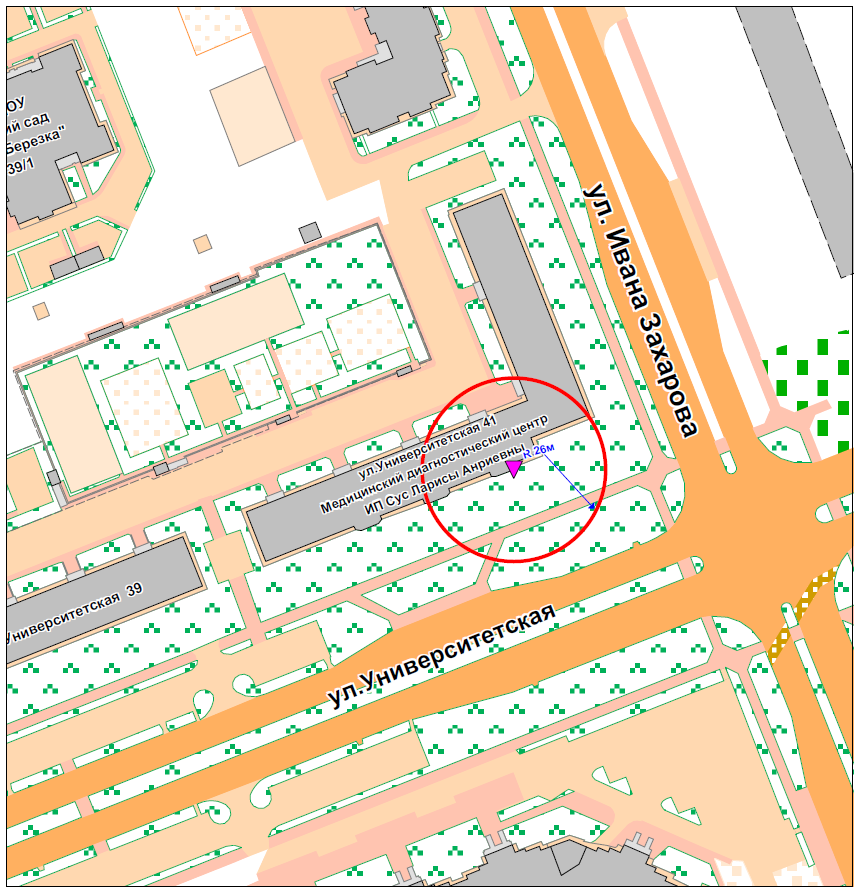 ОУ
ий сад
Березка"
39/1
ул. Ивана Захарова
ул.Университетская 41
Медицинский диагностический центр
ИП Сус Ларисы Анриевны
R 26м
Университетская 39
ул.Университетская